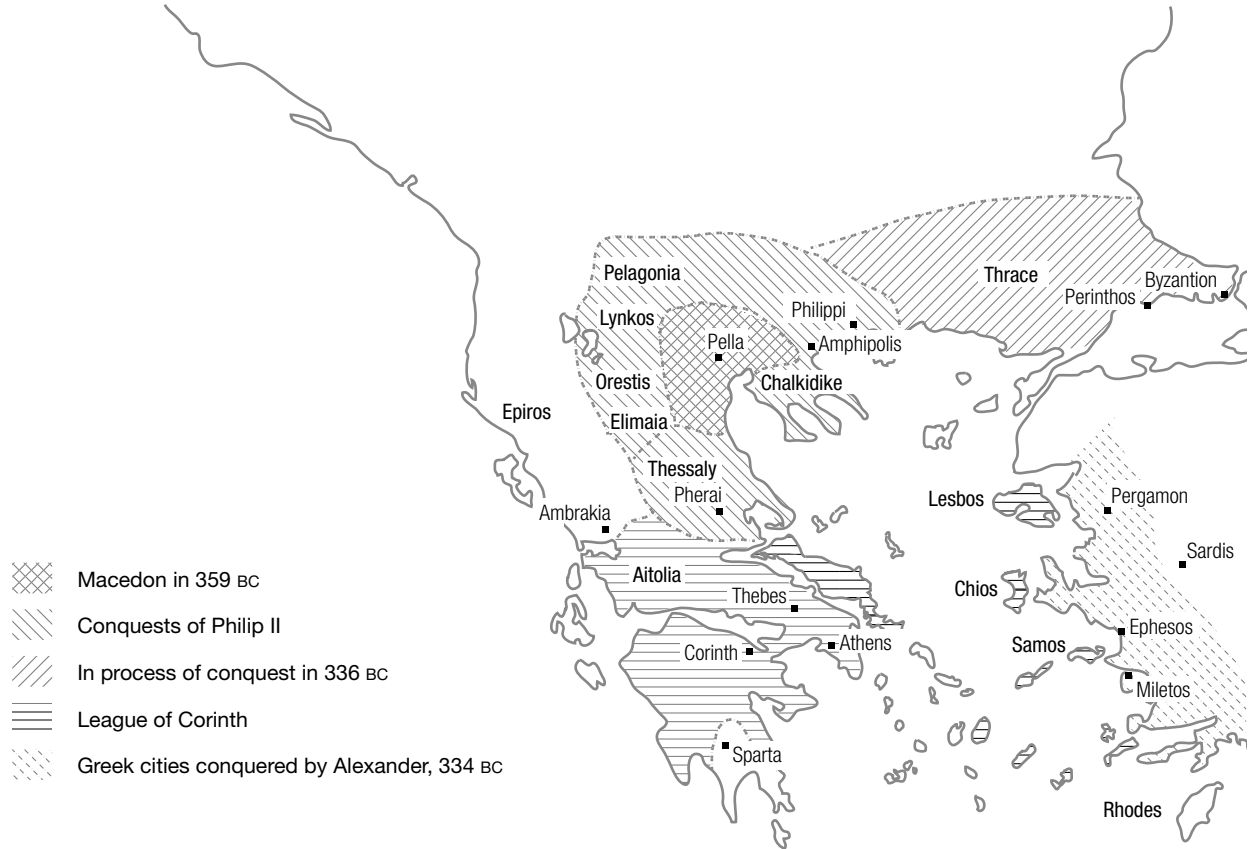 Pelagonia
Thrace
Byzantion
Perinthos
Philippi
Lynkos
Pella
Amphipolis
Orestis
Chalkidike
Epiros
Elimaia
Thessaly
Pherai
Lesbos
Pergamon
Ambrakia
Sardis
Aitolia
Chios
Thebes
Ephesos
Samos
Athens
Corinth
Miletos
Sparta
Rhodes
Macedon in 359 BC
Conquests of Philip II
In process of conquest in 336 BC
League of Corinth
Greek cities conquered by Alexander, 334 BC